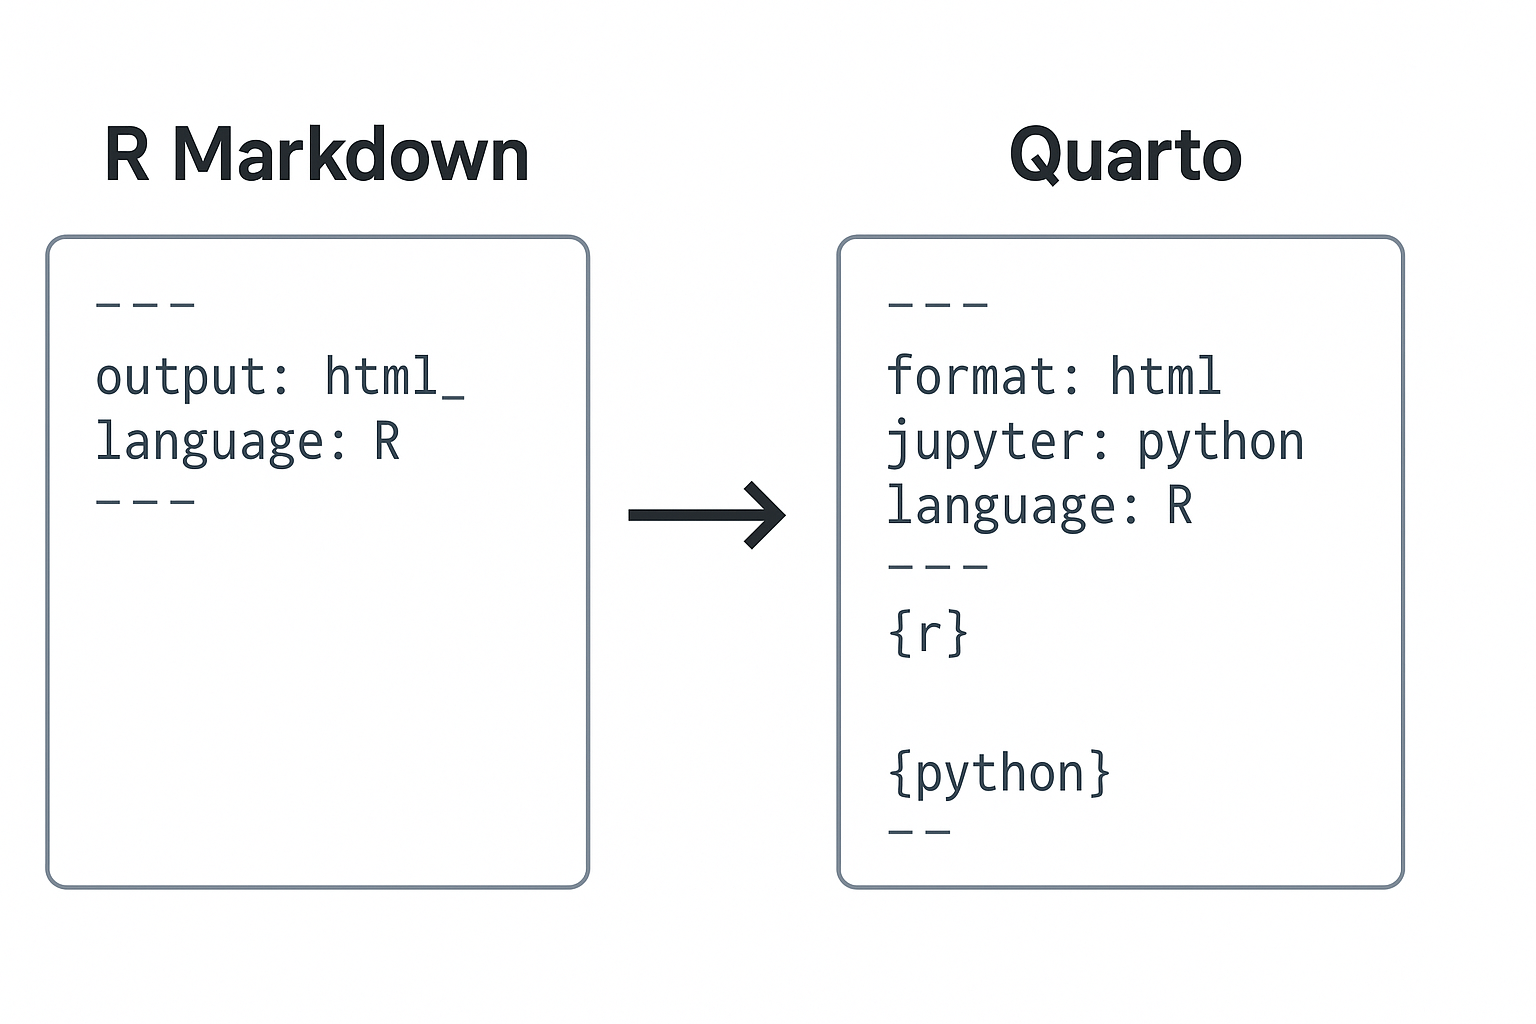 R Markdown
---
output: html_
language: R
---
Quarto
---
format: html
jupyter: python
language: R
---
{r}
{python}
--